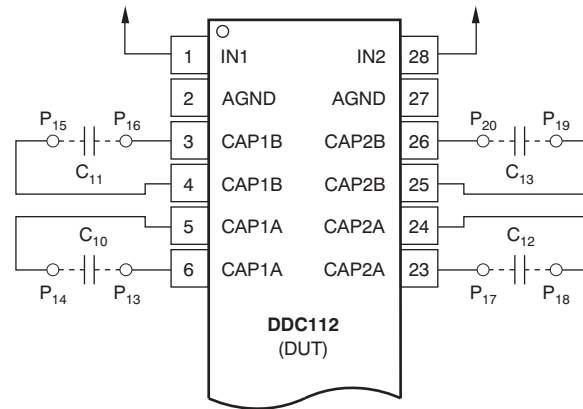 1 IN1 IN2 28
2 AGND AGND 27
P15 P16 3 CAP1B CAP2B 26 P20 P19
C11 C13
4 CAP1B CAP2B 25
5 CAP1A CAP2A 24
C10 C12
6 CAP1A CAP2A 23
P14 P13 P17 P18
DDC112
(DUT)